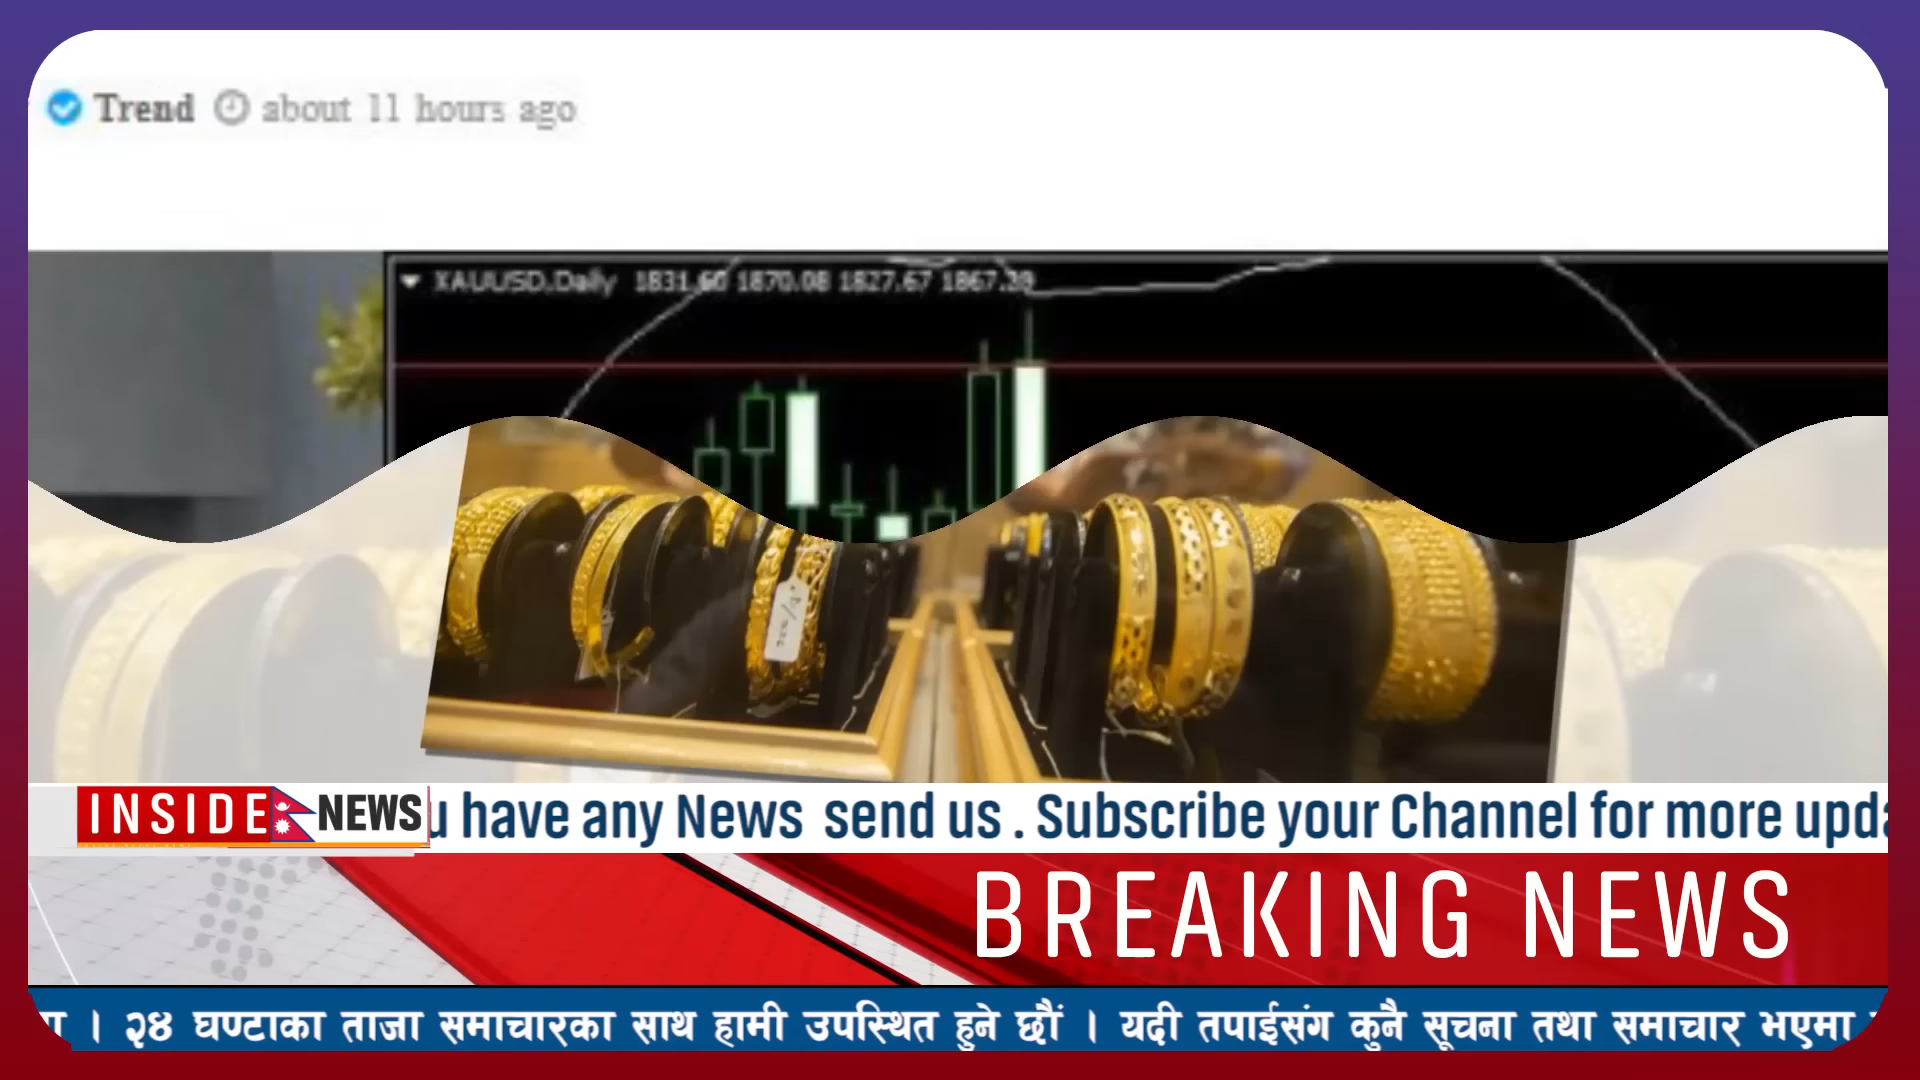 Trend about 11 hours ago
XAUUSD,Daily 1831.60 1870.08 1827.67 1867.29
INSIDE NEWS
u have any News send us . Subscribe your Channel for more upda
BREAKING NEWS
। २४ घण्टाका ताजा समाचारका साथ हामी उपस्थित हुने छौं । यदी तपाईसंग कुनै सूचना तथा समाचार भएमा